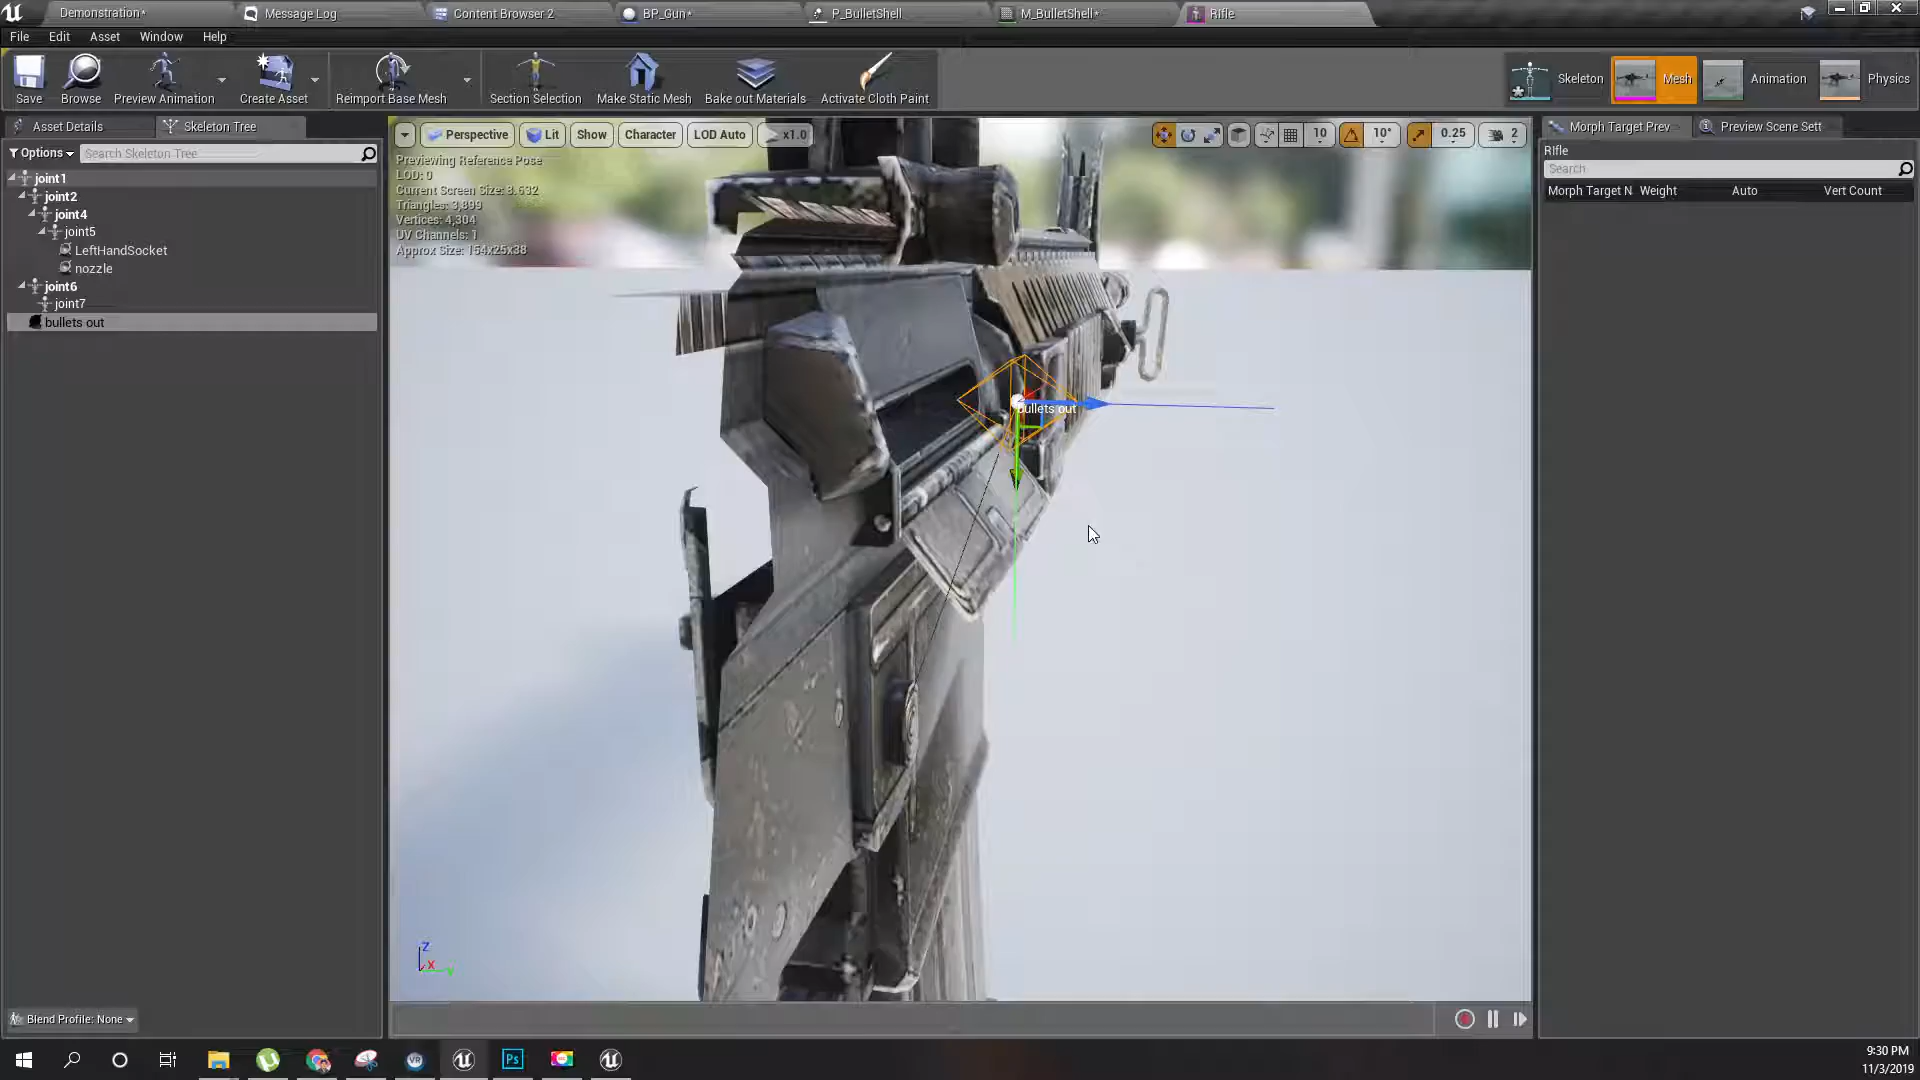 Demonstration*
Message Log
Content Browser 2
BP_Gun*
P_BulletShell
M_BulletShell*
Rifle
File
Edit
Asset
Window
Help
Save
Browse
Preview Animation
Create Asset
Reimport Base Mesh
Section Selection
Make Static Mesh
Bake out Materials
Activate Cloth Paint
Skeleton
Mesh
Animation
Physics
Asset Details
Skeleton Tree
Options
Search Skeleton Tree
joint1
joint2
joint4
joint5
LeftHandSocket
nozzle
joint6
joint7
bullets out
Blend Profile: None
Perspective
Lit
Show
Character
LOD Auto
x1.0
10
10°
0.25
2
Previewing Reference Pose
LOD: 0
Current Screen Size: 3.632
Triangles: 3,899
Vertices: 4,304
UV Channels: 1
Approx Size: 154x25x38
bullets out
Z
X
Y
Morph Target Prev
Preview Scene Sett
Rifle
Search
Morph Target N
Weight
Auto
Vert Count
VR
Ps
9:30 PM
11/3/2019